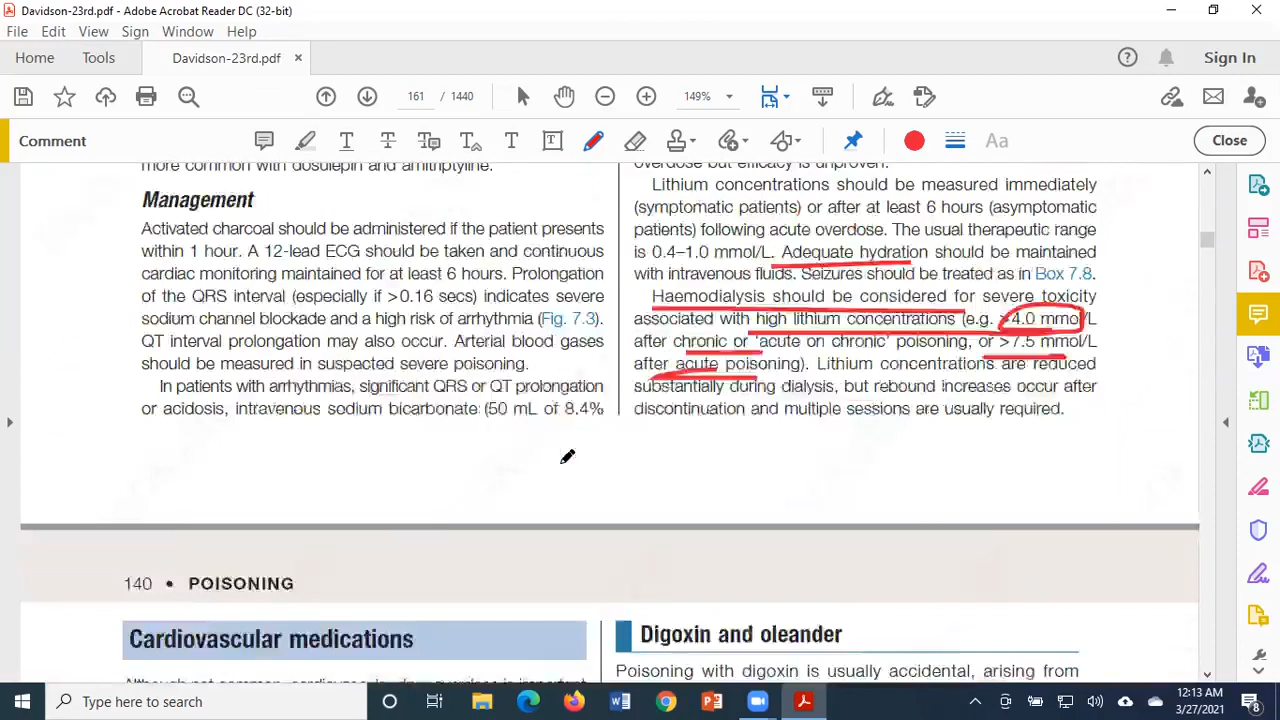 Davidson-23rd.pdf - Adobe Acrobat Reader DC (32-bit)
File Edit View Sign Window Help
Home Tools Davidson-23rd.pdf × Sign In
161 / 1440 149%
Comment Aa Close
more common with dosulepin and amitriptyline.
Management
Activated charcoal should be administered if the patient presents
within 1 hour. A 12-lead ECG should be taken and continuous
cardiac monitoring maintained for at least 6 hours. Prolongation
of the QRS interval (especially if >0.16 secs) indicates severe
sodium channel blockade and a high risk of arrhythmia (Fig. 7.3).
QT interval prolongation may also occur. Arterial blood gases
should be measured in suspected severe poisoning.
In patients with arrhythmias, significant QRS or QT prolongation
or acidosis, intravenous sodium bicarbonate (50 mL of 8.4%
overdose but efficacy is unproven.
Lithium concentrations should be measured immediately
(symptomatic patients) or after at least 6 hours (asymptomatic
patients) following acute overdose. The usual therapeutic range
is 0.4–1.0 mmol/L. Adequate hydration should be maintained
with intravenous fluids. Seizures should be treated as in Box 7.8.
Haemodialysis should be considered for severe toxicity
associated with high lithium concentrations (e.g. >4.0 mmol/L
after chronic or 'acute on chronic' poisoning, or >7.5 mmol/L
after acute poisoning). Lithium concentrations are reduced
substantially during dialysis, but rebound increases occur after
discontinuation and multiple sessions are usually required.
140 • POISONING
Cardiovascular medications
Digoxin and oleander
Poisoning with digoxin is usually accidental, arising from
Type here to search
12:13 AM
3/27/2021
8